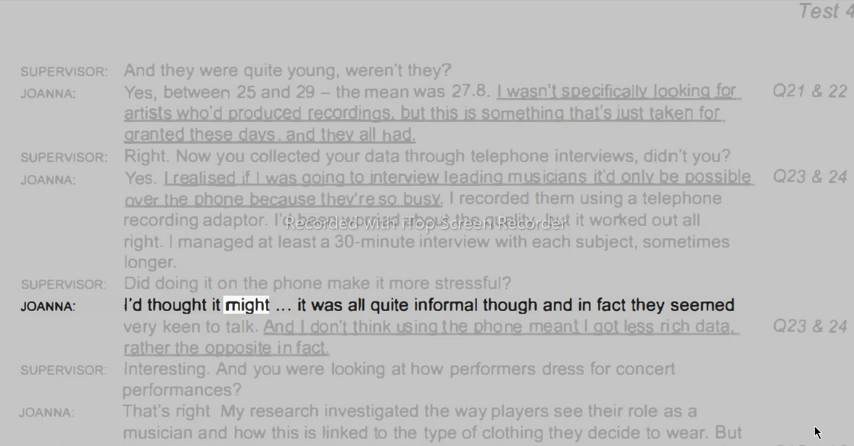 Test 4
SUPERVISOR: And they were quite young, weren't they?
JOANNA: Yes, between 25 and 29 – the mean was 27.8. I wasn't specifically looking for Q21 & 22
artists who'd produced recordings, but this is something that's just taken for
granted these days, and they all had.
SUPERVISOR: Right. Now you collected your data through telephone interviews, didn't you?
JOANNA: Yes. I realised if I was going to interview leading musicians it'd only be possible Q23 & 24
over the phone because they're so busy. I recorded them using a telephone
recording adaptor. I'd been worried about the quality, but it worked out all
Recorded with iTop Screen Recorder
right. I managed at least a 30-minute interview with each subject, sometimes
longer.
SUPERVISOR: Did doing it on the phone make it more stressful?
JOANNA: I'd thought it might ... it was all quite informal though and in fact they seemed
very keen to talk. And I don't think using the phone meant I got less rich data, Q23 & 24
rather the opposite in fact.
SUPERVISOR: Interesting. And you were looking at how performers dress for concert
performances?
JOANNA: That's right My research investigated the way players see their role as a
musician and how this is linked to the type of clothing they decide to wear. But